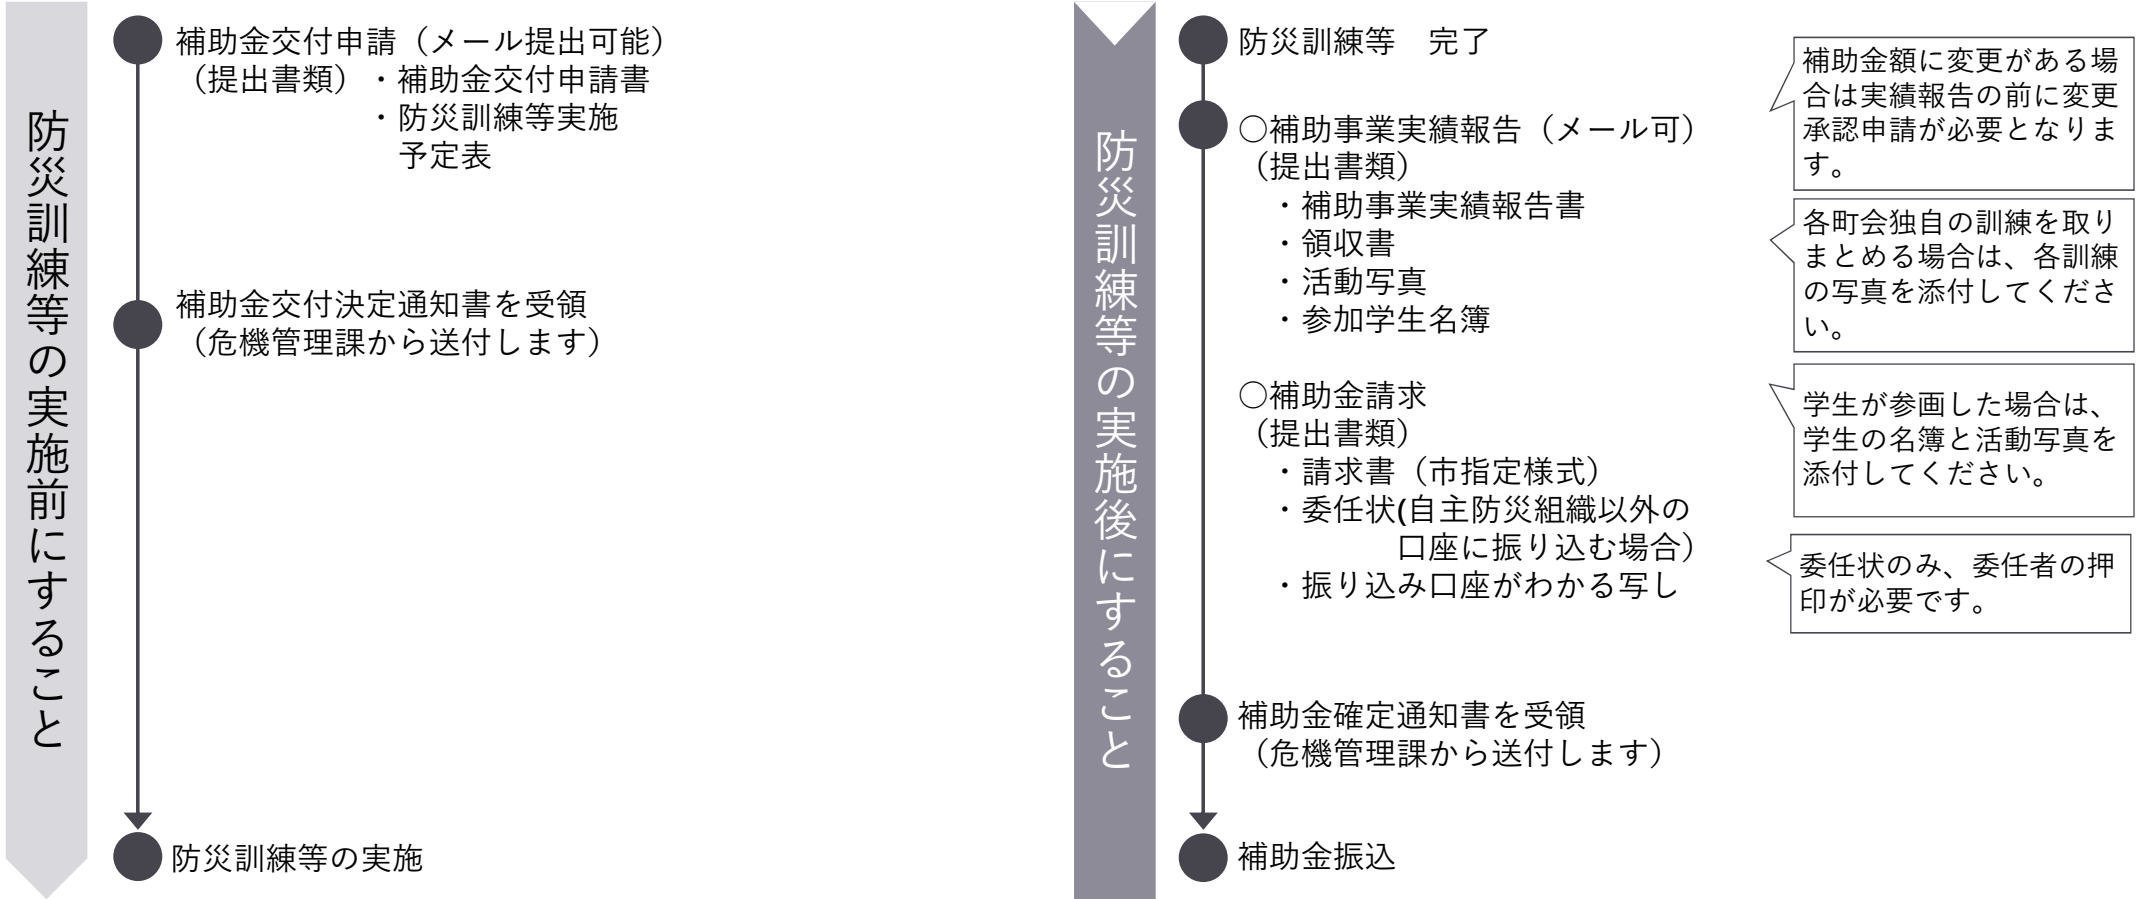 防災訓練等の実施前にすること
補助金交付申請（メール提出可能）
（提出書類）・補助金交付申請書
・防災訓練等実施
予定表
補助金交付決定通知書を受領
（危機管理課から送付します）
防災訓練等の実施
防災訓練等の実施後にすること
防災訓練等　完了
○補助事業実績報告（メール可）
（提出書類）
・補助事業実績報告書
・領収書
・活動写真
・参加学生名簿
○補助金請求
（提出書類）
・請求書（市指定様式）
・委任状(自主防災組織以外の
口座に振り込む場合）
・振り込み口座がわかる写し
補助金確定通知書を受領
（危機管理課から送付します）
補助金振込
補助金額に変更がある場
合は実績報告の前に変更
承認申請が必要となりま
す。
各町会独自の訓練を取り
まとめる場合は、各訓練
の写真を添付してくださ
い。
学生が参画した場合は、
学生の名簿と活動写真を
添付してください。
委任状のみ、委任者の押
印が必要です。